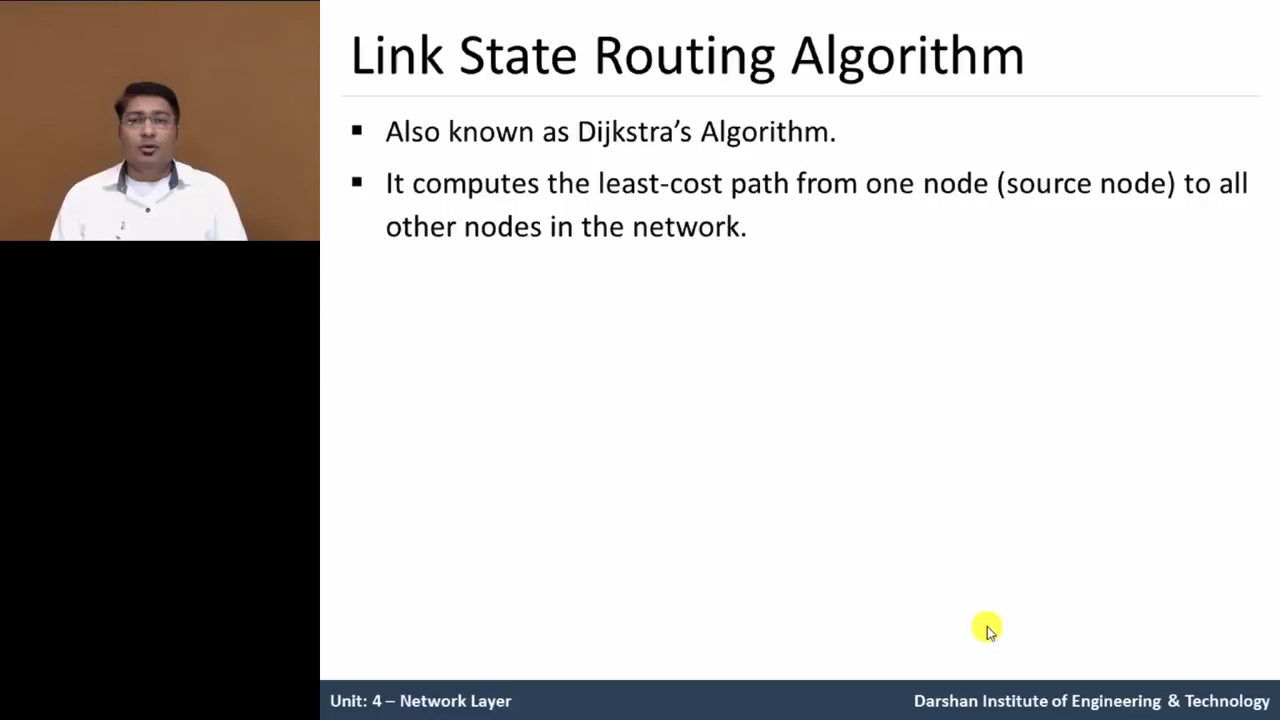 Link State Routing Algorithm
▪ Also known as Dijkstra’s Algorithm.
▪ It computes the least-cost path from one node (source node) to all
other nodes in the network.
Unit: 4 – Network Layer
Darshan Institute of Engineering & Technology